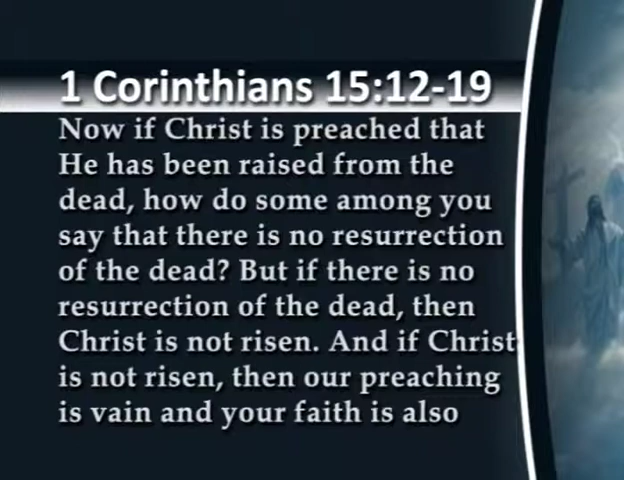 1 Corinthians 15:12-19
Now if Christ is preached that
He has been raised from the
dead, how do some among you
say that there is no resurrection
of the dead? But if there is no
resurrection of the dead, then
Christ is not risen. And if Christ
is not risen, then our preaching
is vain and your faith is also